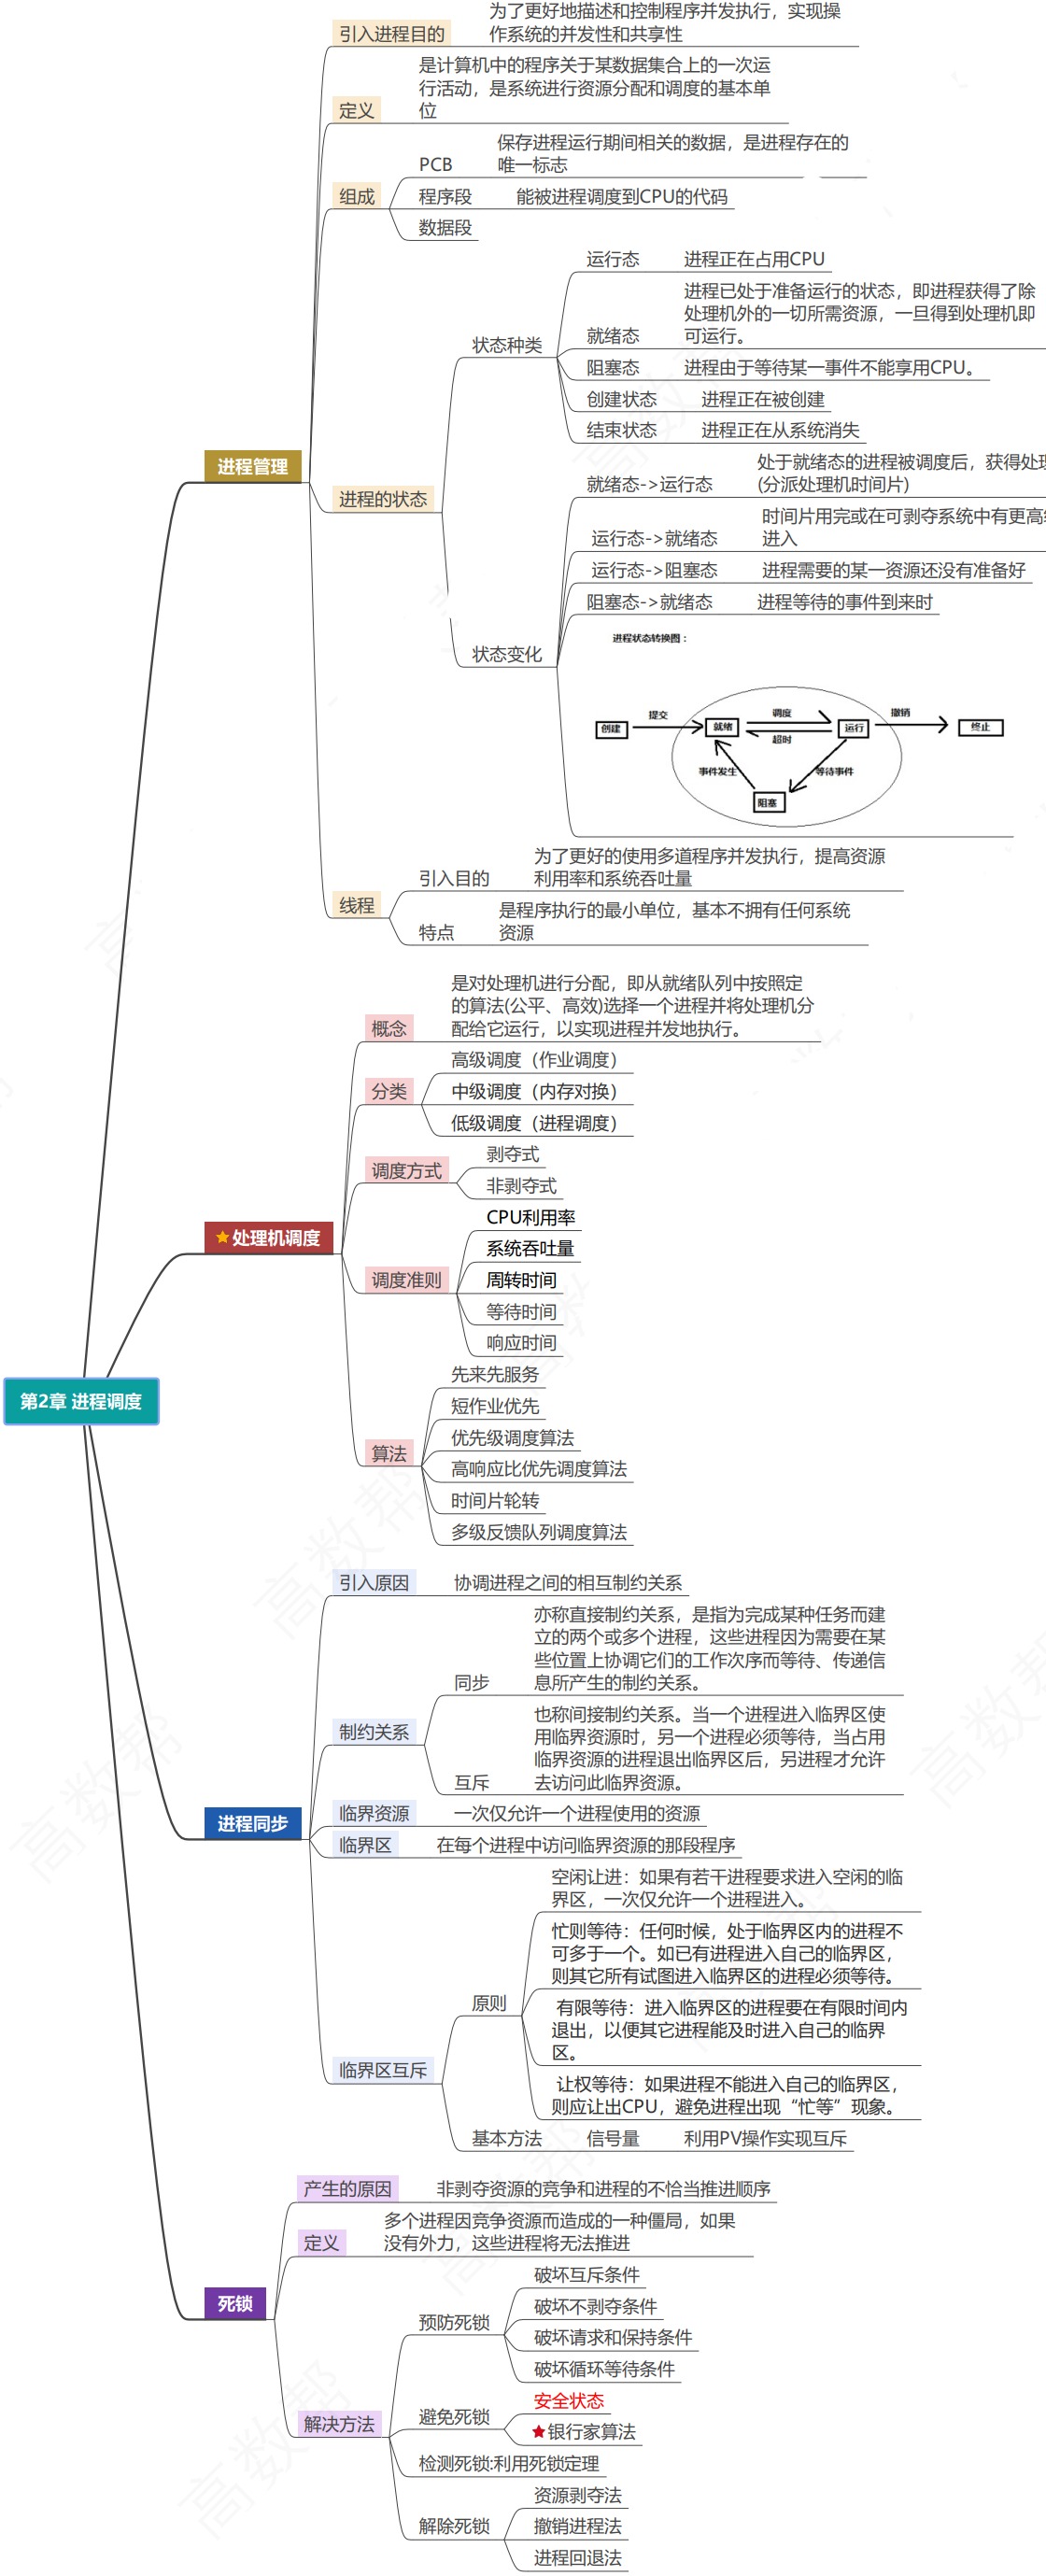 为了更好地描述和控制程序并发执行，实现操
作系统的并发性和共享性
引入进程目的
是计算机中的程序关于某数据集合上的一次运
行活动，是系统进行资源分配和调度的基本单
位
定义
保存进程运行期间相关的数据，是进程存在的
唯一标志
PCB
组成
程序段
能被进程调度到CPU的代码
数据段
运行态
进程正在占用CPU
进程已处于准备运行的状态，即进程获得了除
处理机外的一切所需资源，一旦得到处理机即
可运行。
就绪态
状态种类
阻塞态
进程由于等待某一事件不能享用CPU。
创建状态
进程正在被创建
结束状态
进程正在从系统消失
进程管理
进程的状态
处于就绪态的进程被调度后，获得处理
(分派处理机时间片)
就绪态->运行态
时间片用完或在可剥夺系统中有更高
进入
运行态->就绪态
运行态->阻塞态
进程需要的某一资源还没有准备好
阻塞态->就绪态
进程等待的事件到来时
状态变化
进程状态转换图：
创建
提交
就绪
调度
超时
运行
撤销
终止
事件发生
等待事件
阻塞
为了更好的使用多道程序并发执行，提高资源
利用率和系统吞吐量
引入目的
线程
是程序执行的最小单位，基本不拥有任何系统
资源
特点
是对处理机进行分配，即从就绪队列中按照定
的算法(公平、高效)选择一个进程并将处理机分
配给它运行，以实现进程并发地执行。
概念
分类
高级调度（作业调度）
中级调度（内存对换）
低级调度（进程调度）
调度方式
剥夺式
非剥夺式
处理机调度
调度准则
CPU利用率
系统吞吐量
周转时间
等待时间
响应时间
第2章 进程调度
算法
先来先服务
短作业优先
优先级调度算法
高响应比优先调度算法
时间片轮转
多级反馈队列调度算法
引入原因
协调进程之间的相互制约关系
亦称直接制约关系，是指为完成某种任务而建
立的两个或多个进程，这些进程因为需要在某
些位置上协调它们的工作次序而等待、传递信
息所产生的制约关系。
同步
制约关系
也称间接制约关系。当一个进程进入临界区使
用临界资源时，另一个进程必须等待，当占用
临界资源的进程退出临界区后，另进程才允许
去访问此临界资源。
互斥
进程同步
临界资源
一次仅允许一个进程使用的资源
临界区
在每个进程中访问临界资源的那段程序
空闲让进：如果有若干进程要求进入空闲的临
界区，一次仅允许一个进程进入。
忙则等待：任何时候，处于临界区内的进程不
可多于一个。如已有进程进入自己的临界区，
则其它所有试图进入临界区的进程必须等待。
原则
有限等待：进入临界区的进程要在有限时间内
退出，以便其它进程能及时进入自己的临界
区。
临界区互斥
让权等待：如果进程不能进入自己的临界区，
则应让出CPU，避免进程出现“忙等”现象。
基本方法
信号量
利用PV操作实现互斥
产生的原因
非剥夺资源的竞争和进程的不恰当推进顺序
多个进程因竞争资源而造成的一种僵局，如果
没有外力，这些进程将无法推进
定义
死锁
预防死锁
破坏互斥条件
破坏不剥夺条件
破坏请求和保持条件
破坏循环等待条件
解决方法
避免死锁
安全状态
银行家算法
检测死锁:利用死锁定理
解除死锁
资源剥夺法
撤销进程法
进程回退法
高数帮
高数帮
高数帮
高数帮